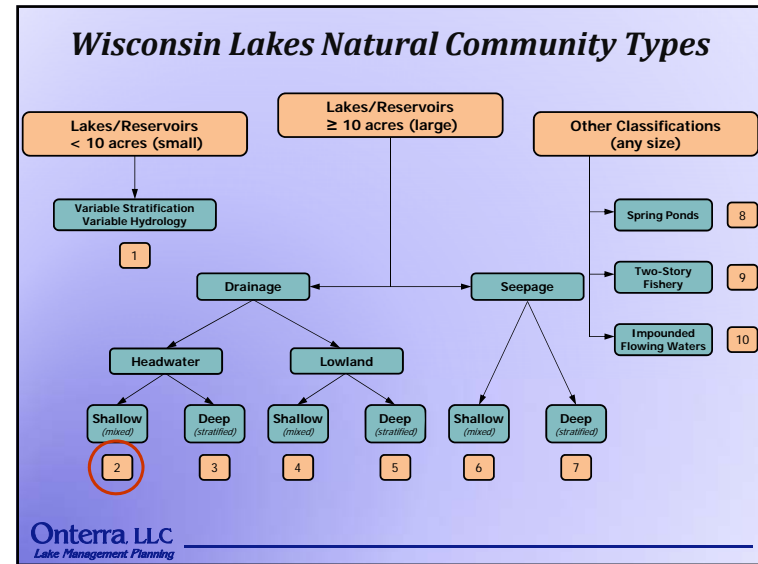 Wisconsin Lakes Natural Community Types
Lakes/Reservoirs
< 10 acres (small)
Lakes/Reservoirs
≥ 10 acres (large)
Other Classifications
(any size)
Variable Stratification
Variable Hydrology
1
Spring Ponds
8
Two-Story
Fishery
9
Impounded
Flowing Waters
10
Drainage
Seepage
Headwater
Lowland
Shallow
(mixed)
2
Deep
(stratified)
3
Shallow
(mixed)
4
Deep
(stratified)
5
Shallow
(mixed)
6
Deep
(stratified)
7
Onterra, LLC
Lake Management Planning